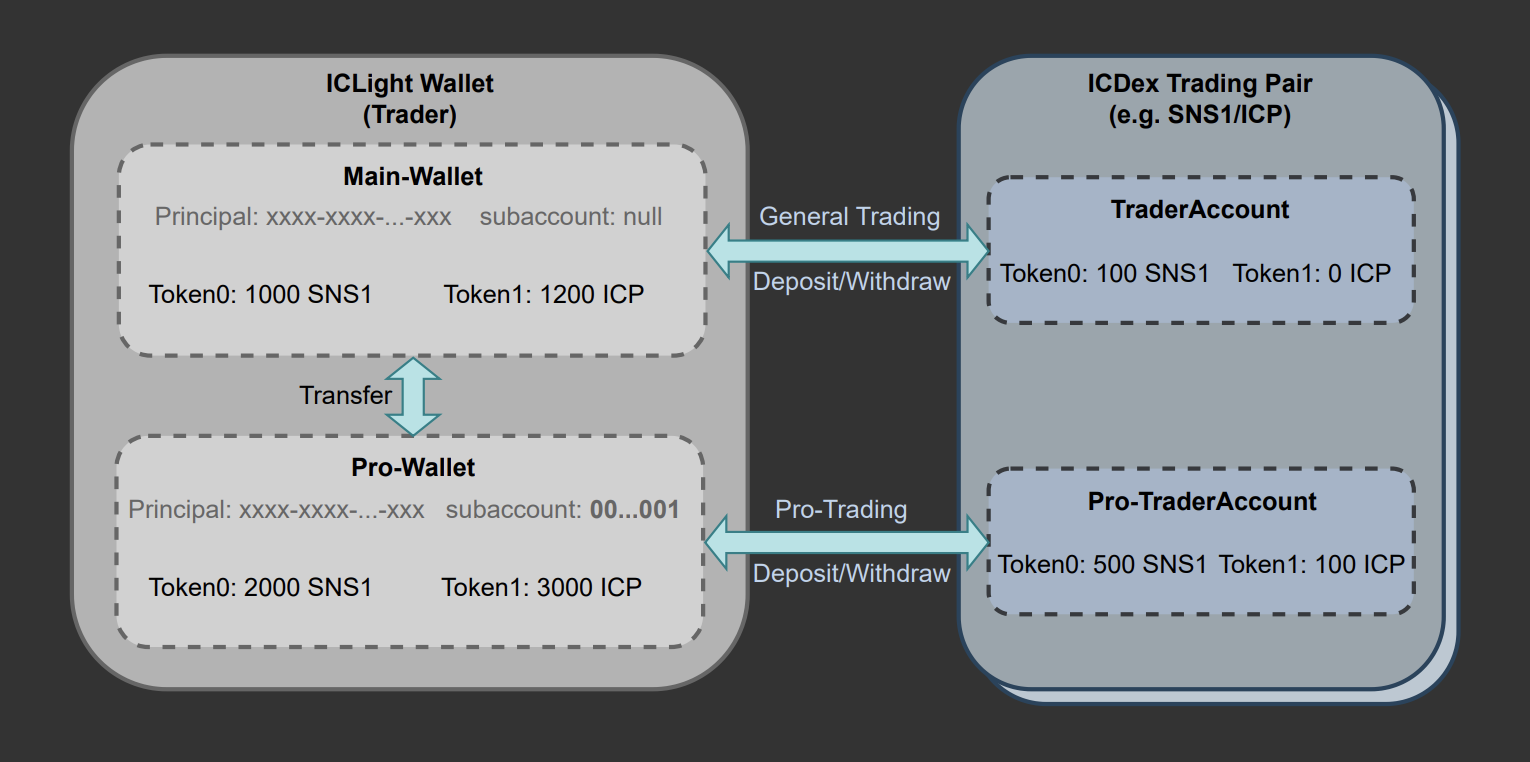 ICLight Wallet
(Trader)
Main-Wallet
Principal: xxxx-xxxx-...-xxx subaccount: null
Token0: 1000 SNS1 Token1: 1200 ICP
Transfer
Pro-Wallet
Principal: xxxx-xxxx-...-xxx subaccount: 00...001
Token0: 2000 SNS1 Token1: 3000 ICP
General Trading
Deposit/Withdraw
Pro-Trading
Deposit/Withdraw
ICDex Trading Pair
(e.g. SNS1/ICP)
TraderAccount
Token0: 100 SNS1 Token1: 0 ICP
Pro-TraderAccount
Token0: 500 SNS1 Token1: 100 ICP